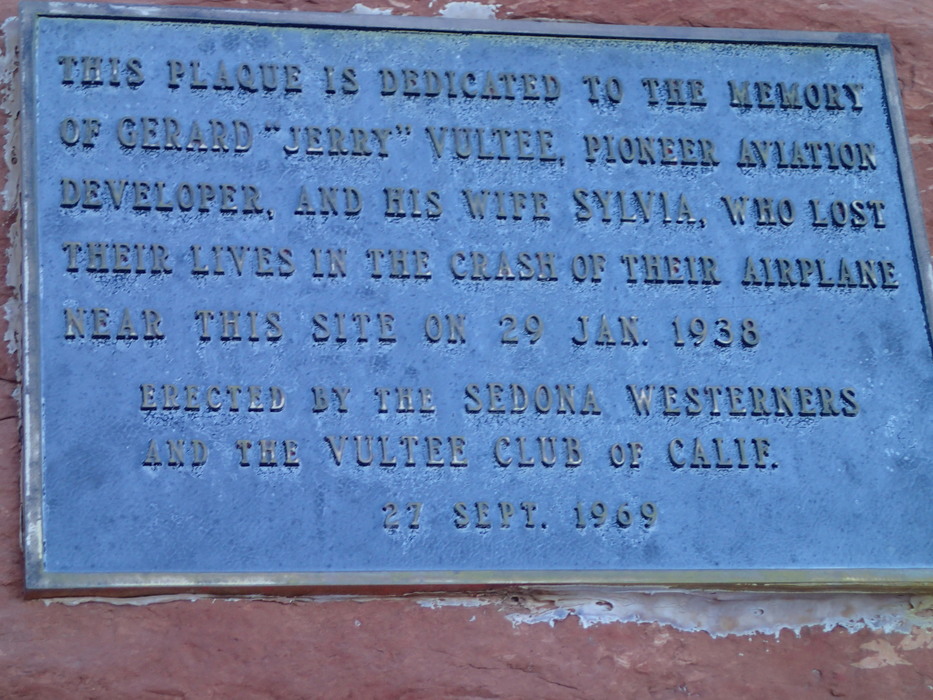 THIS PLAQUE IS DEDICATED TO THE MEMORY
OF GERARD "JERRY" VULTEE, PIONEER AVIATION
DEVELOPER, AND HIS WIFE SYLVIA, WHO LOST
THEIR LIVES IN THE CRASH OF THEIR AIRPLANE
NEAR THIS SITE ON 29 JAN. 1938
ERECTED BY THE SEDONA WESTERNERS
AND THE VULTEE CLUB OF CALIF.
27 SEPT. 1969